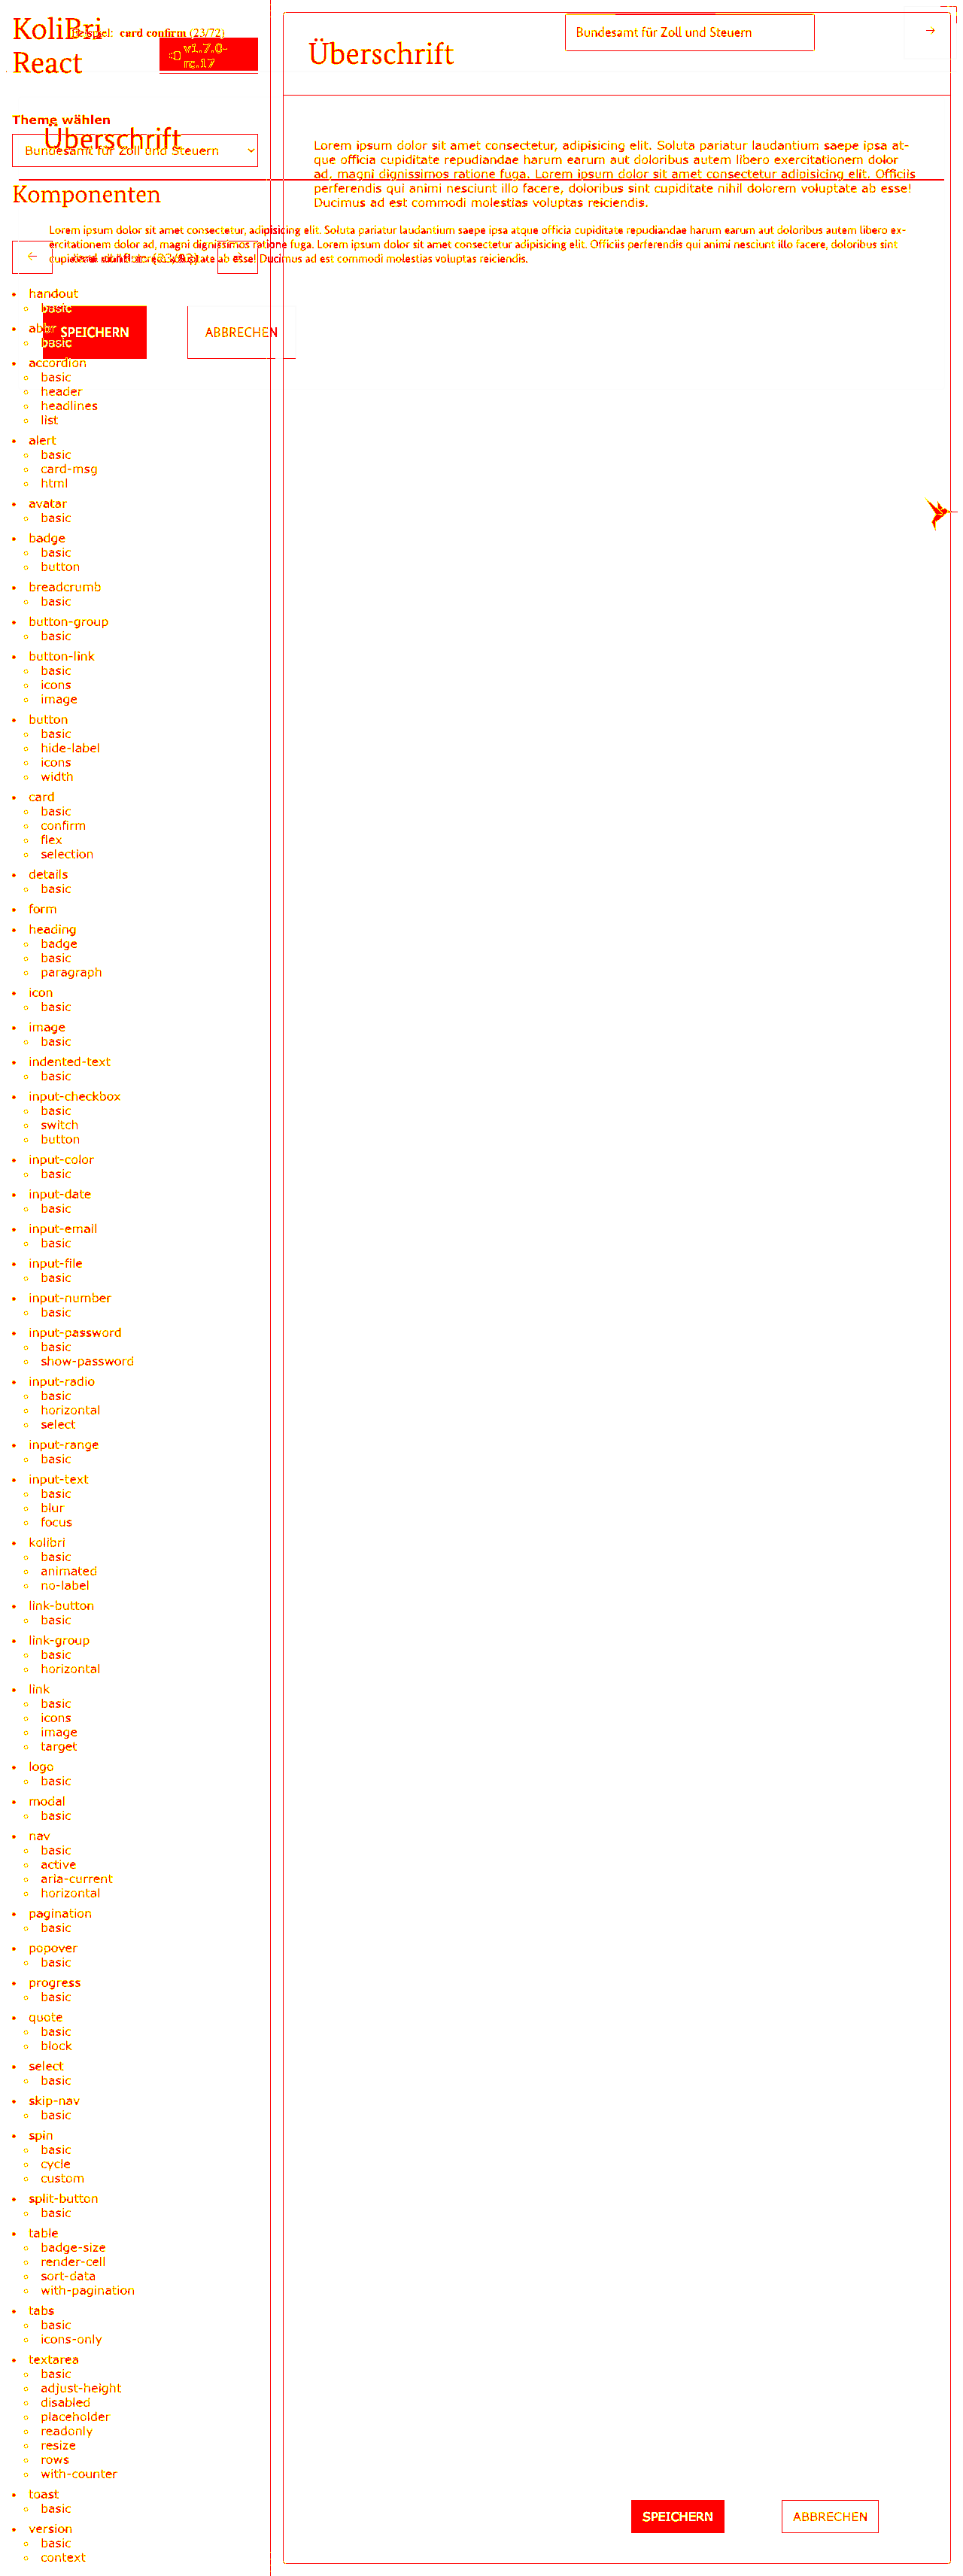 KoliBri
React
card confirm (23/72)
v1.7.0-
rc.17
Bundesamt für Zoll und Steuern
→
Überschrift
Theme wählen
Überschrift
Bundesamt für Zoll und Steuern
Lorem ipsum dolor sit amet consectetur, adipisicing elit. Soluta pariatur laudantium saepe ipsa at-
que officia cupiditate repudiandae harum earum aut doloribus autem libero exercitationem dolor
ad, magni dignissimos ratione fuga. Lorem ipsum dolor sit amet consectetur adipisicing elit. Officiis
perferendis qui animi nesciunt illo facere, doloribus sint cupiditate nihil dolorem voluptate ab esse!
Ducimus ad est commodi molestias voluptas reiciendis.
Komponenten
Lorem ipsum dolor sit amet consectetur, adipisicing elit. Soluta pariatur laudantium saepe ipsa atque officia cupiditate repudiandae harum earum aut doloribus autem libero ex-
ercitationem dolor ad, magni dignissimos ratione fuga. Lorem ipsum dolor sit amet consectetur adipisicing elit. Officiis perferendis qui animi nesciunt illo facere, doloribus sint
ab esse! Ducimus ad est commodi molestias voluptas reiciendis.
←
handout
basic
SPEICHERN
ABBRECHEN
abbr
basic
accordion
basic
header
headlines
list
alert
basic
card-msg
html
avatar
basic
badge
basic
button
breadcrumb
basic
button-group
basic
button-link
basic
icons
image
button
basic
hide-label
icons
width
card
basic
confirm
flex
selection
details
basic
form
heading
badge
basic
paragraph
icon
basic
image
basic
indented-text
basic
input-checkbox
basic
switch
button
input-color
basic
input-date
basic
input-email
basic
input-file
basic
input-number
basic
input-password
basic
show-password
input-radio
basic
horizontal
select
input-range
basic
input-text
basic
blur
focus
kolibri
basic
animated
no-label
link-button
basic
link-group
basic
horizontal
link
basic
icons
image
target
logo
basic
modal
basic
nav
basic
active
aria-current
horizontal
pagination
basic
popover
basic
progress
basic
quote
basic
block
select
basic
skip-nav
basic
spin
basic
cycle
custom
split-button
basic
table
badge-size
render-cell
sort-data
with-pagination
tabs
basic
icons-only
textarea
basic
adjust-height
disabled
placeholder
readonly
resize
rows
with-counter
toast
basic
version
basic
context
SPEICHERN
ABBRECHEN